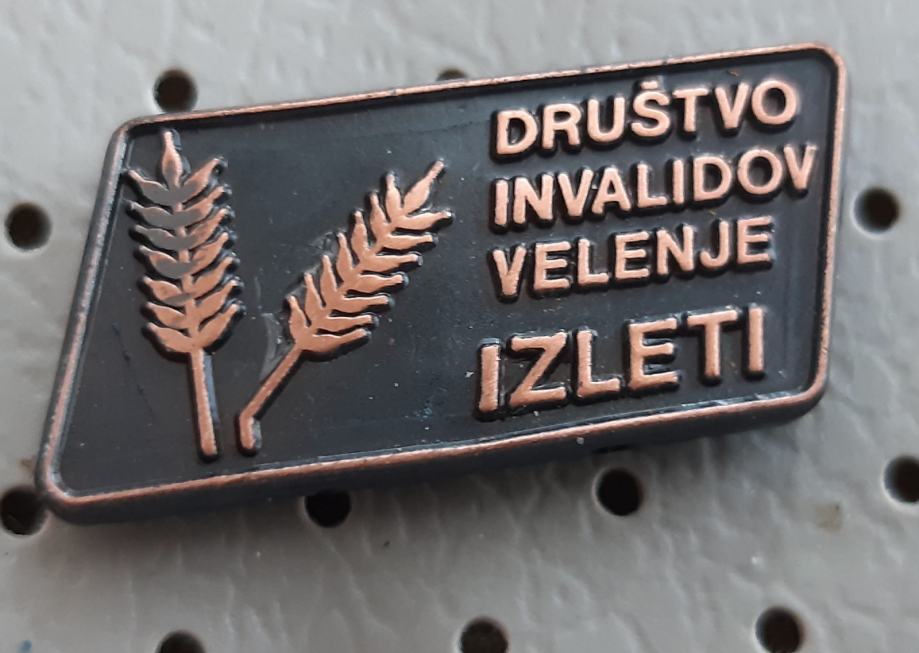 DRUŠTVO
INVALIDOV
VELENJE
IZLETI